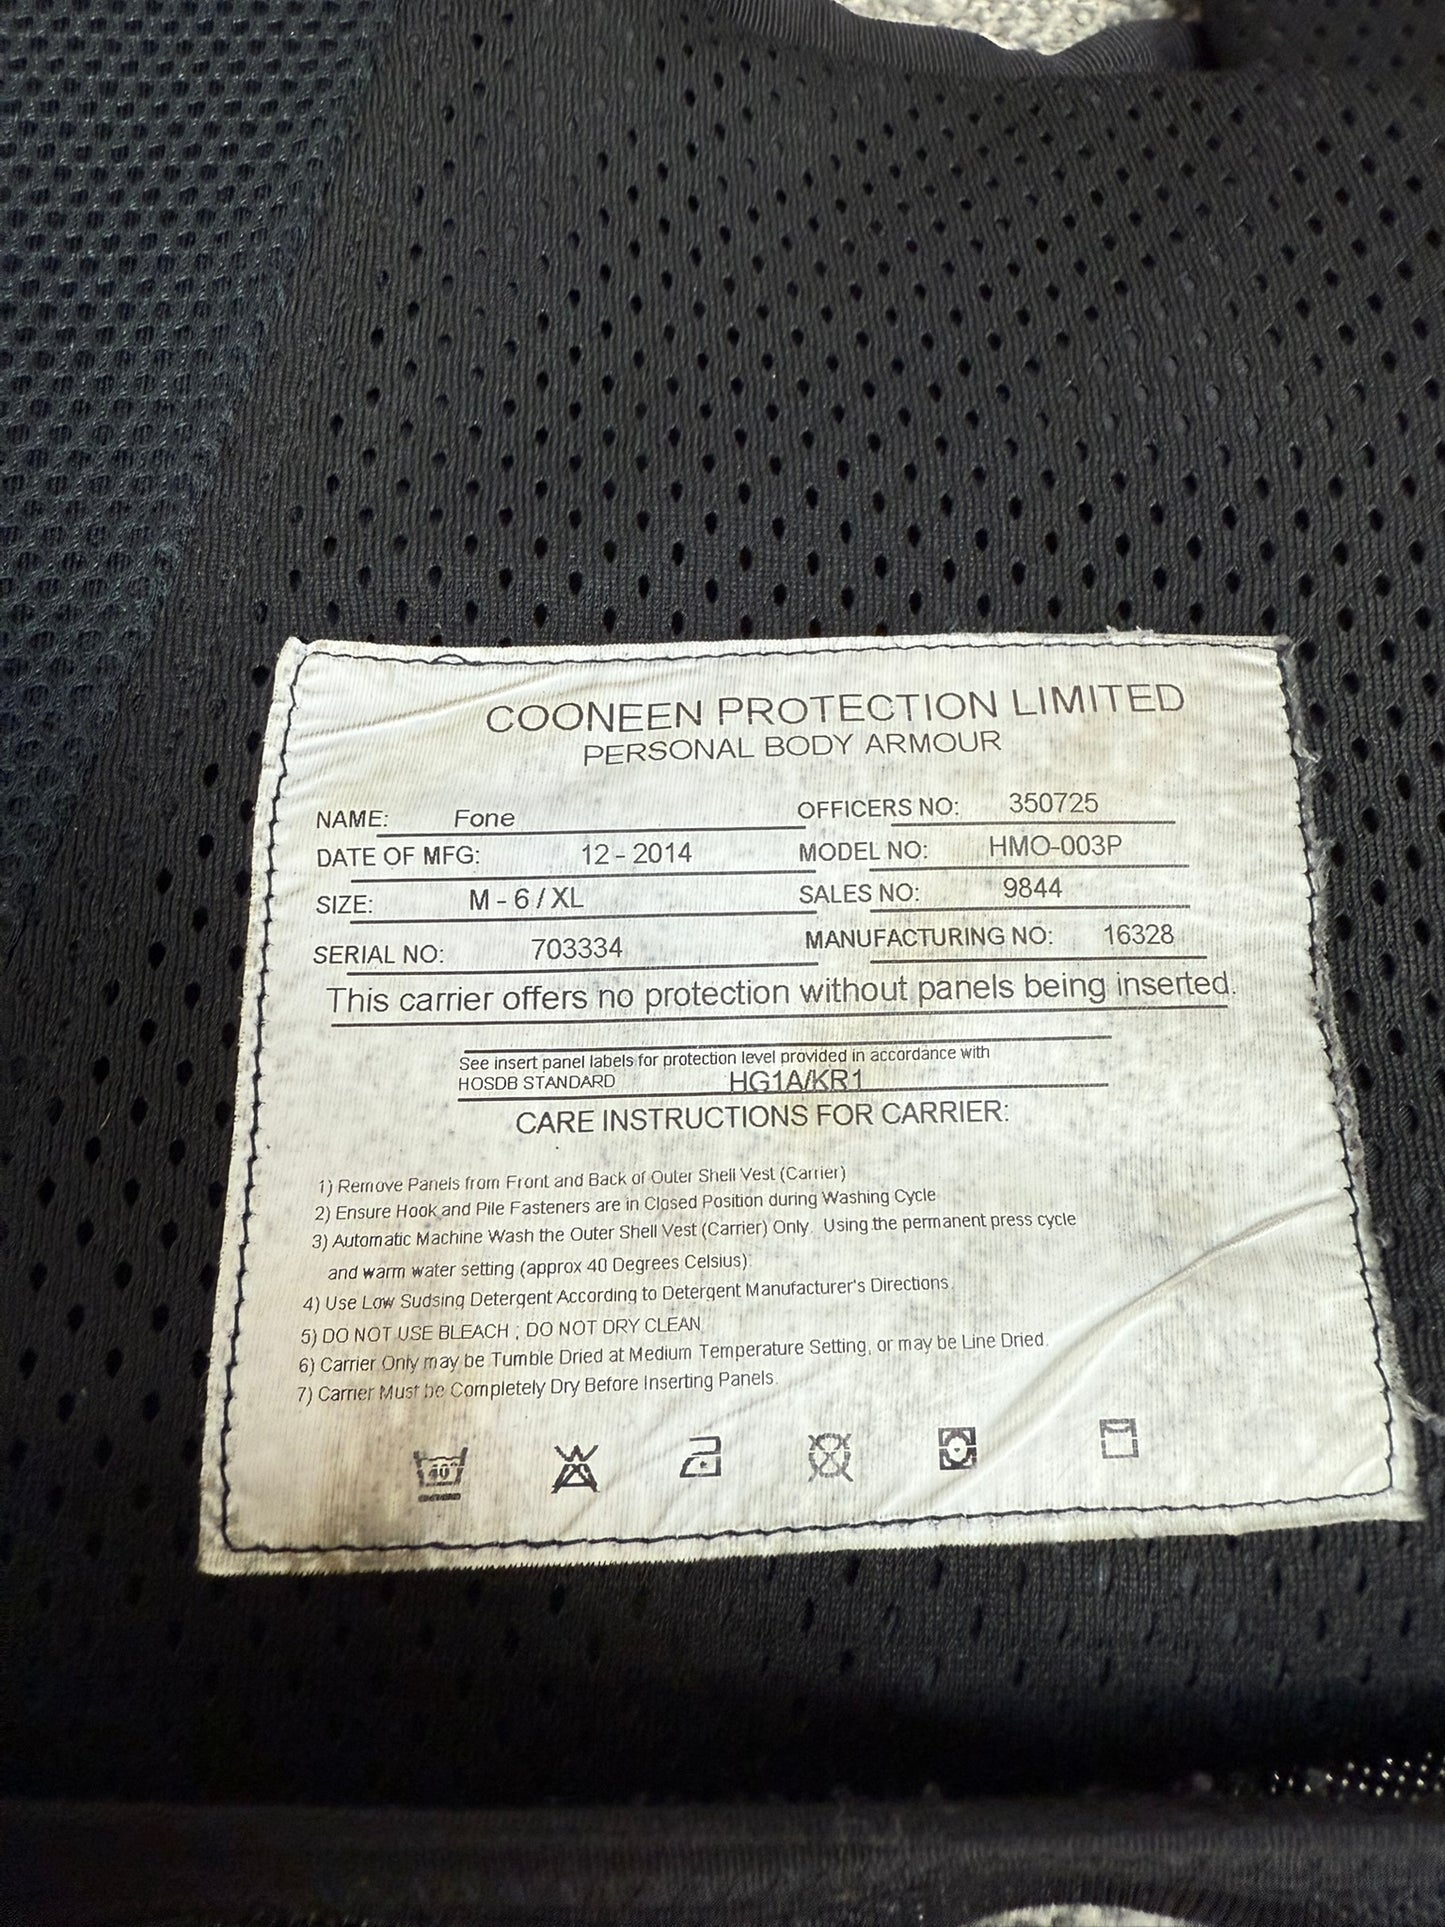 COONEEN PROTECTION LIMITED
PERSONAL BODY ARMOUR
NAME: Fone OFFICERS NO: 350725
DATE OF MFG: 12 - 2014 MODEL NO: HMO-003P
SIZE: M - 6 / XL SALES NO: 9844
SERIAL NO: 703334 MANUFACTURING NO: 16328
This carrier offers no protection without panels being inserted.
See insert panel labels for protection level provided in accordance with
HOSDB STANDARD HG1A/KR1
CARE INSTRUCTIONS FOR CARRIER:
1) Remove Panels from Front and Back of Outer Shell Vest (Carrier)
2) Ensure Hook and Pile Fasteners are in Closed Position during Washing Cycle
3) Automatic Machine Wash the Outer Shell Vest (Carrier) Only. Using the permanent press cycle
and warm water setting (approx 40 Degrees Celsius).
4) Use Low Sudsing Detergent According to Detergent Manufacturer's Directions.
5) DO NOT USE BLEACH ; DO NOT DRY CLEAN
6) Carrier Only may be Tumble Dried at Medium Temperature Setting, or may be Line Dried.
7) Carrier Must be Completely Dry Before Inserting Panels.
40°